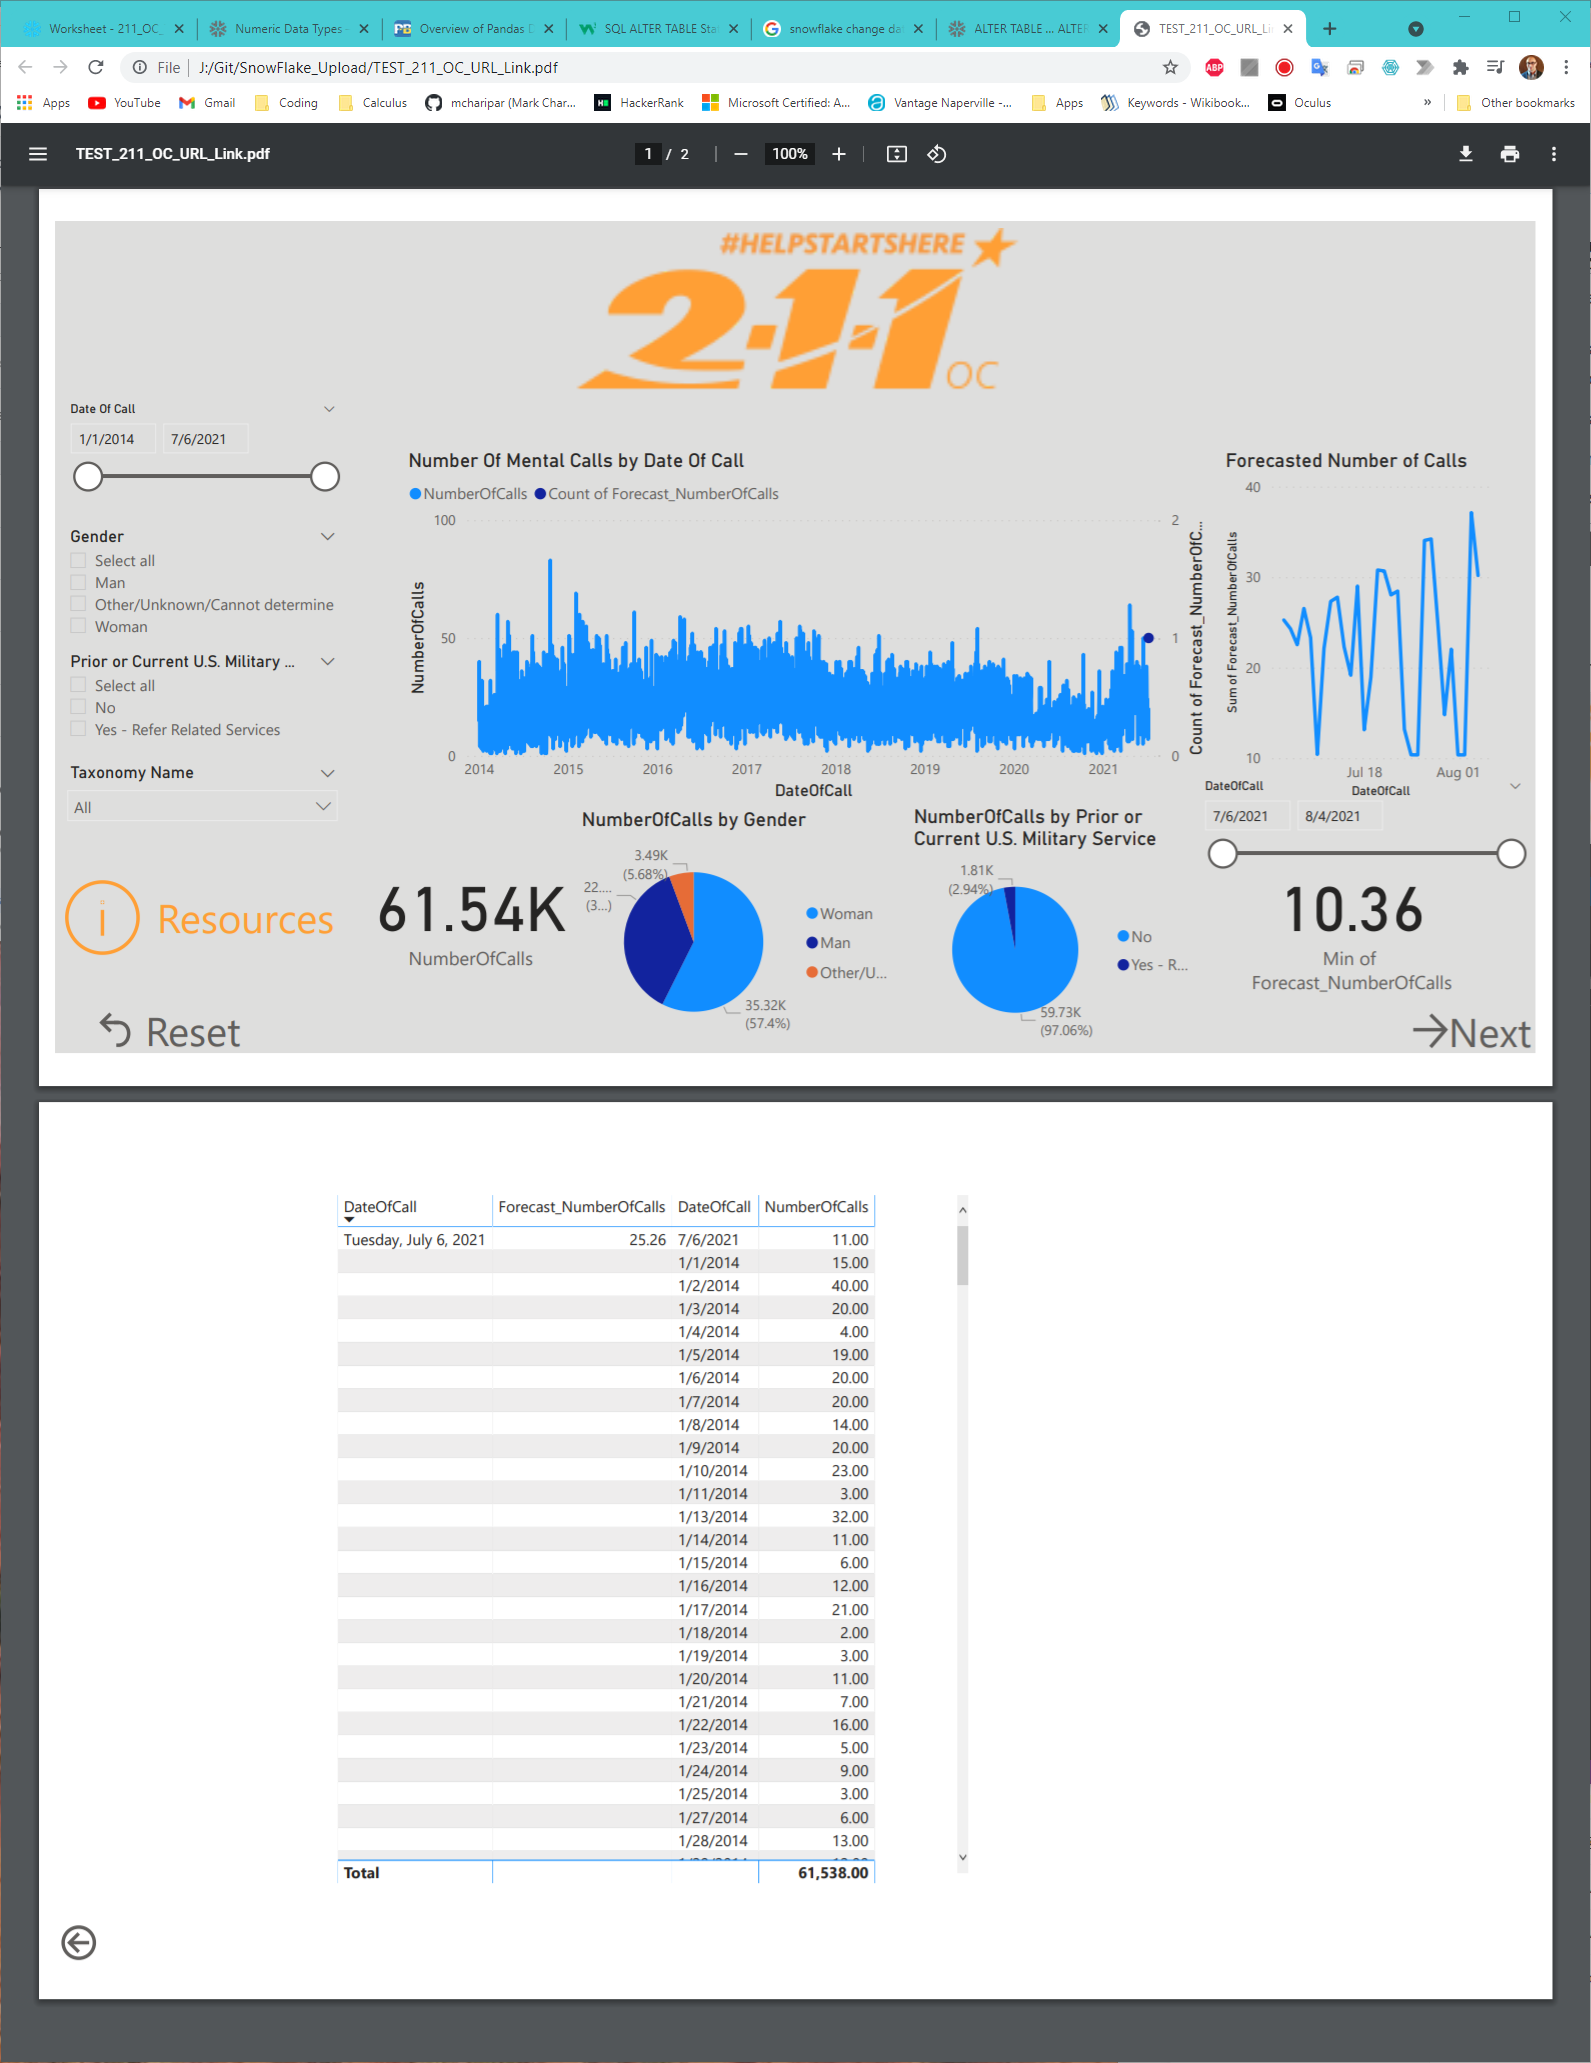 Worksheet - 211_OC_
Numeric Data Types -
Overview of Pandas D
SQL ALTER TABLE Sta
snowflake change da
ALTER TABLE ... ALTER
TEST_211_OC_URL_Li
File
J:/Git/SnowFlake_Upload/TEST_211_OC_URL_Link.pdf
ABP
Apps
YouTube
Gmail
Coding
Calculus
mcharipar (Mark Char...
HackerRank
Microsoft Certified: A...
Vantage Naperville -...
Apps
Keywords - Wikibook...
Oculus
»
Other bookmarks
TEST_211_OC_URL_Link.pdf
1 / 2
100%
#HELPSTARTSHERE
2-1-1
OC
Date Of Call
1/1/2014
7/6/2021
Gender
Select all
Man
Other/Unknown/Cannot determine
Woman
Prior or Current U.S. Military ...
Select all
No
Yes - Refer Related Services
Taxonomy Name
All
Number Of Mental Calls by Date Of Call
NumberOfCalls
Count of Forecast_NumberOfCalls
100
50
0
NumberOfCalls
2
1
0
Count of Forecast_NumberOfC...
2014
2015
2016
2017
2018
2019
2020
2021
DateOfCall
Forecasted Number of Calls
40
30
20
10
Sum of Forecast_NumberOfCalls
Jul 18
Aug 01
DateOfCall
DateOfCall
7/6/2021
8/4/2021
i
Resources
61.54K
NumberOfCalls
NumberOfCalls by Gender
3.49K
(5.68%)
22....
(3...)
35.32K
(57.4%)
Woman
Man
Other/U...
NumberOfCalls by Prior or
Current U.S. Military Service
1.81K
(2.94%)
59.73K
(97.06%)
No
Yes - R...
10.36
Min of
Forecast_NumberOfCalls
Reset
Next
DateOfCall Forecast_NumberOfCalls DateOfCall NumberOfCalls
Tuesday, July 6, 2021 25.26 7/6/2021 11.00
1/1/2014 15.00
1/2/2014 40.00
1/3/2014 20.00
1/4/2014 4.00
1/5/2014 19.00
1/6/2014 20.00
1/7/2014 20.00
1/8/2014 14.00
1/9/2014 20.00
1/10/2014 23.00
1/11/2014 3.00
1/13/2014 32.00
1/14/2014 11.00
1/15/2014 6.00
1/16/2014 12.00
1/17/2014 21.00
1/18/2014 2.00
1/19/2014 3.00
1/20/2014 11.00
1/21/2014 7.00
1/22/2014 16.00
1/23/2014 5.00
1/24/2014 9.00
1/25/2014 3.00
1/27/2014 6.00
1/28/2014 13.00
Total 61,538.00